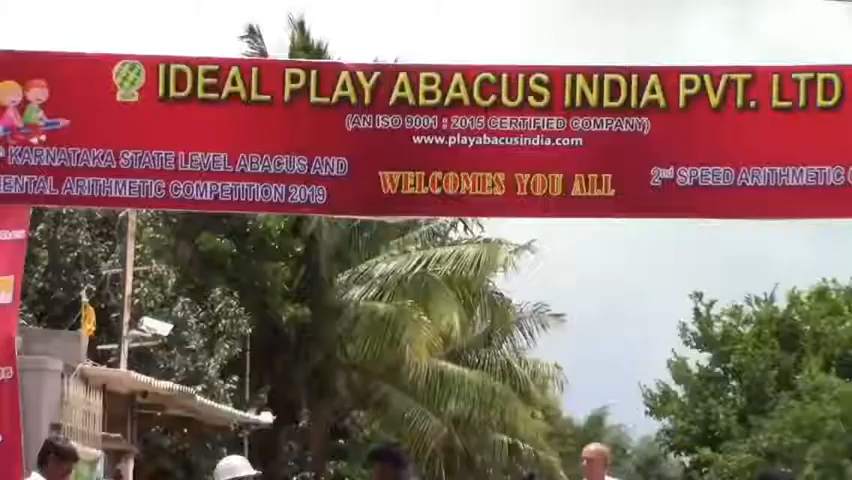 IDEAL PLAY ABACUS INDIA PVT. LTD
(AN ISO 9001 : 2015 CERTIFIED COMPANY)
www.playabacusindia.com
KARNATAKA STATE LEVEL ABACUS AND
ARITHMETIC COMPETITION 2019
WELCOMES YOU ALL
2nd SPEED ARITHMETIC